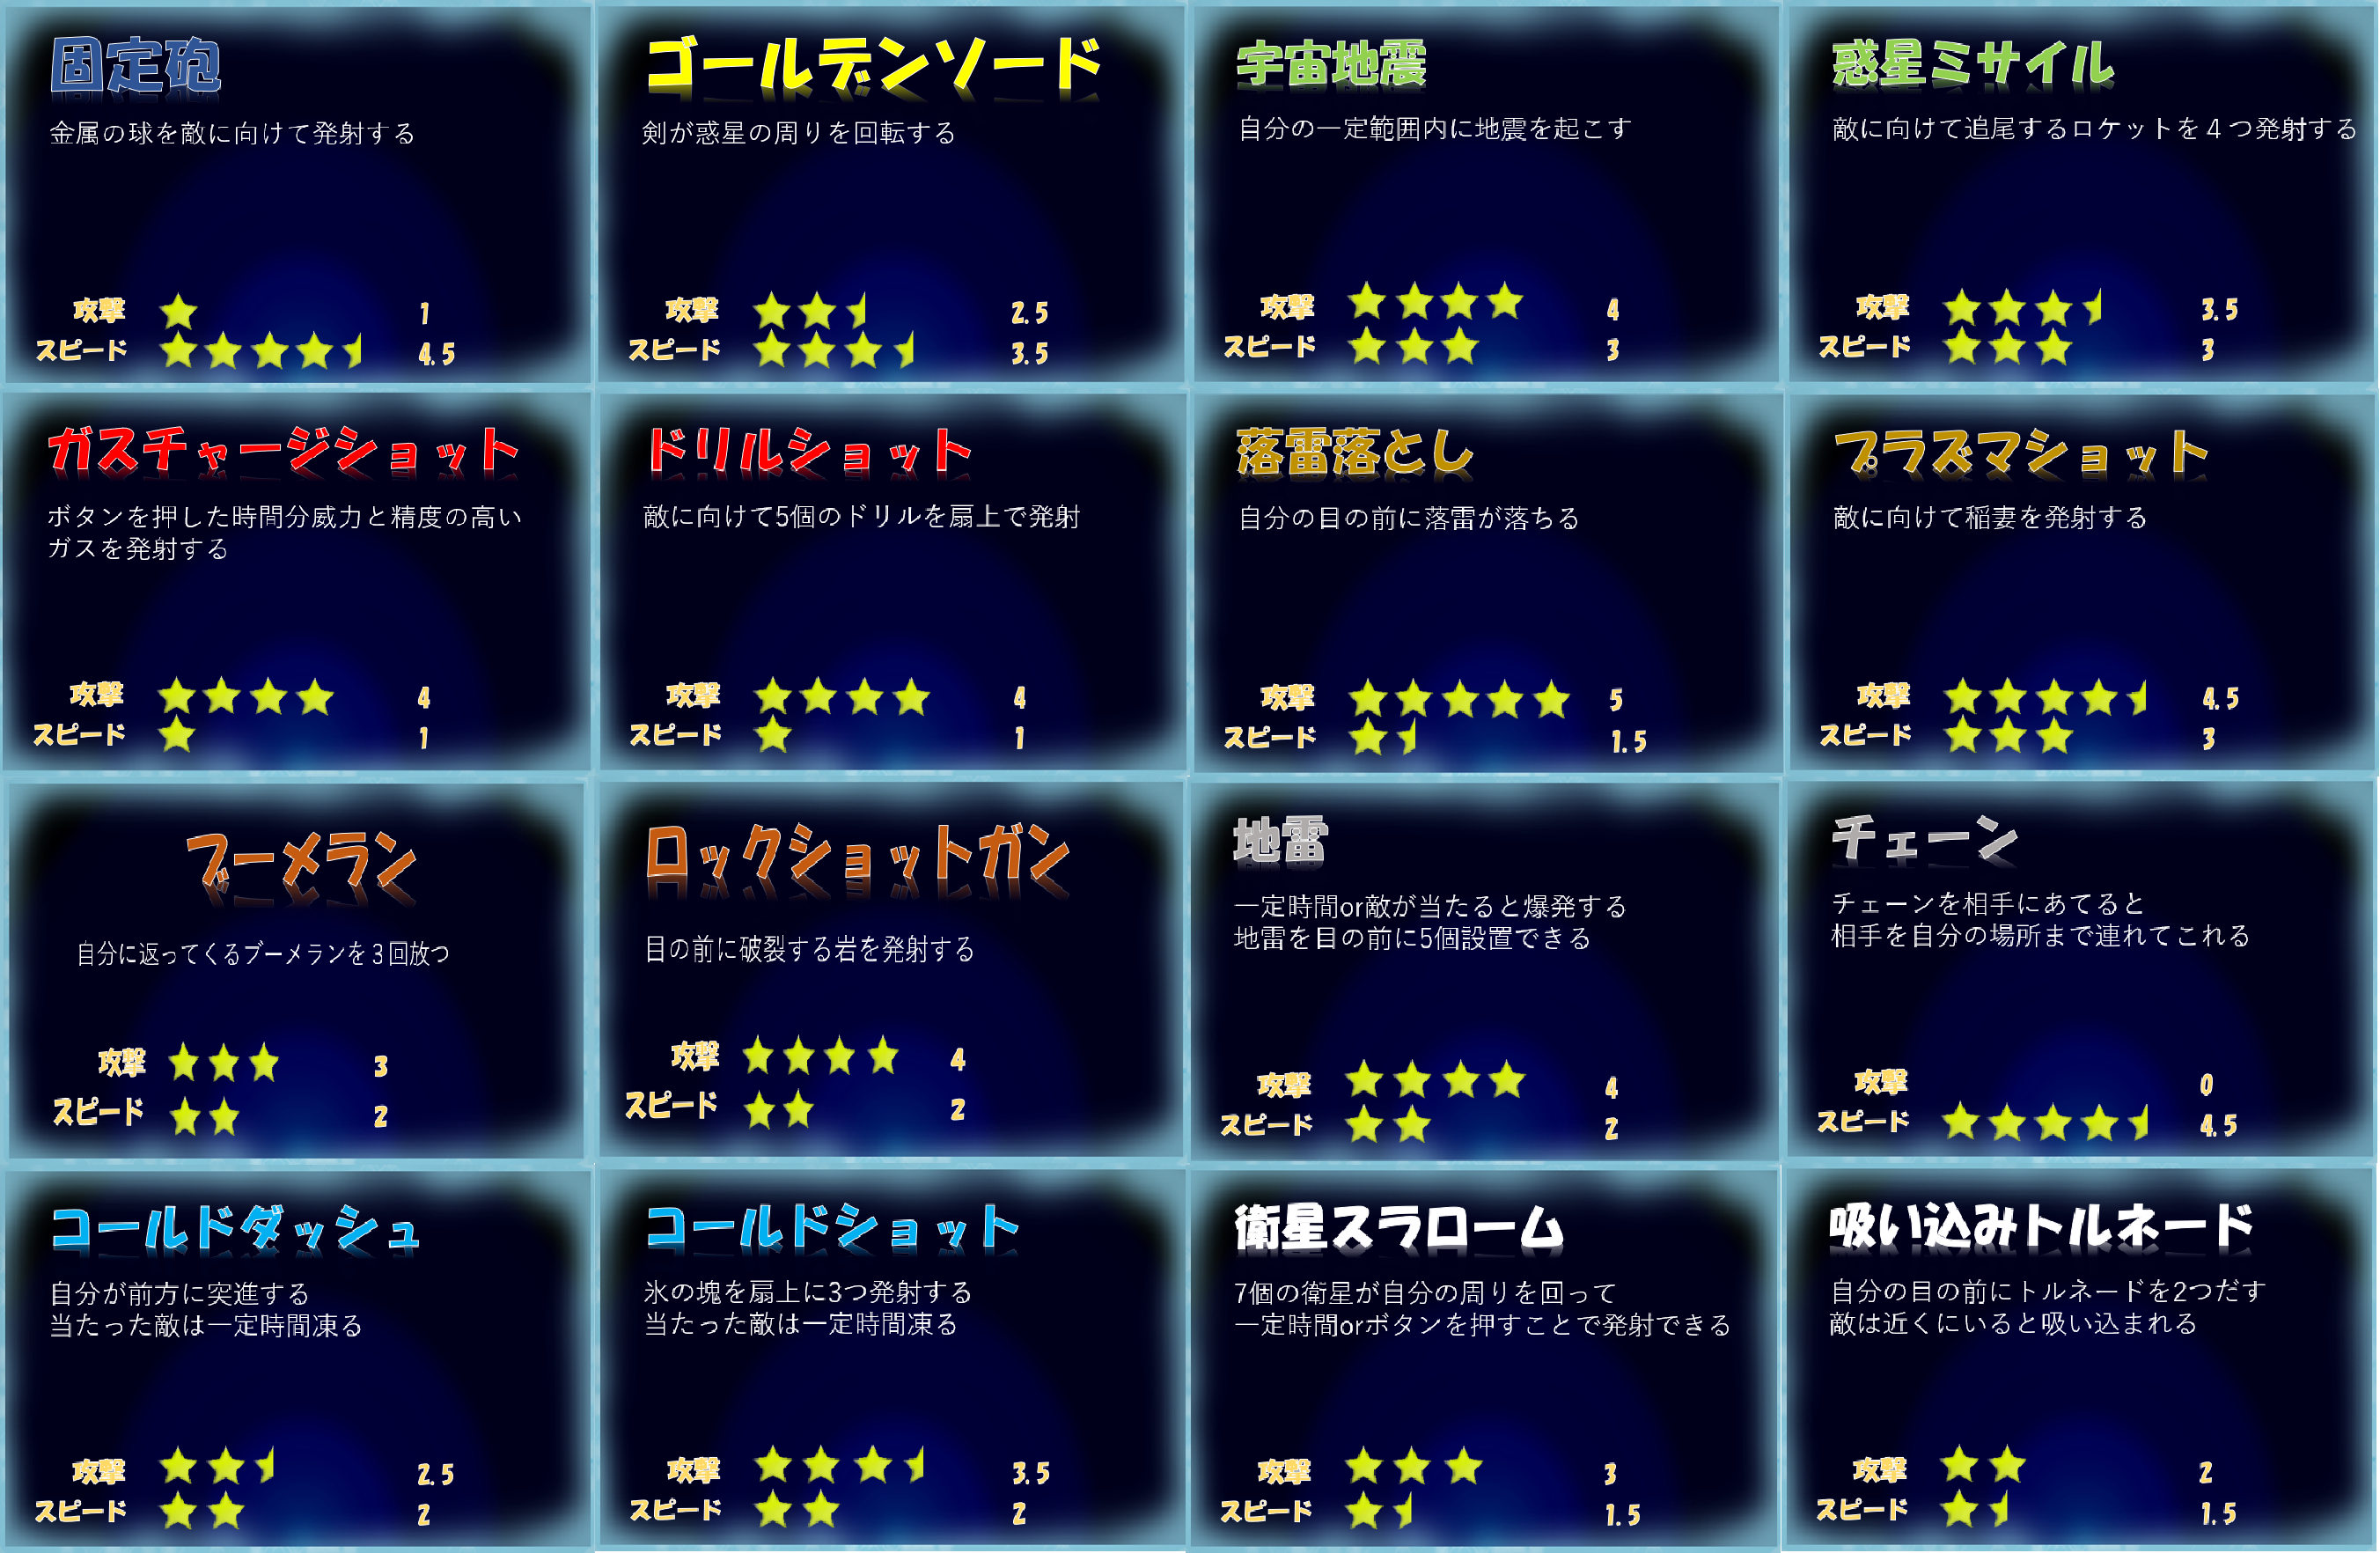 固定砲
金属の球を敵に向けて発射する
攻撃 1
スピード 4.5
ゴールデンソード
剣が惑星の周りを回転する
攻撃 2.5
スピード 3.5
宇宙地震
自分の一定範囲内に地震を起こす
攻撃 4
スピード 3
惑星ミサイル
敵に向けて追尾するロケットを４つ発射する
攻撃 3.5
スピード 3
ガスチャージショット
ボタンを押した時間分威力と精度の高い
ガスを発射する
攻撃 4
スピード 1
ドリルショット
敵に向けて5個のドリルを扇上で発射
攻撃 4
スピード 1
落雷落とし
自分の目の前に落雷が落ちる
攻撃 5
スピード 1.5
プラズマショット
敵に向けて稲妻を発射する
攻撃 4.5
スピード 3
ブーメラン
自分に返ってくるブーメランを３回放つ
攻撃 3
スピード 2
ロックショットガン
目の前に破裂する岩を発射する
攻撃 4
スピード 2
地雷
一定時間or敵が当たると爆発する
地雷を目の前に5個設置できる
攻撃 4
スピード 2
チェーン
チェーンを相手にあてると
相手を自分の場所まで連れてこれる
攻撃 0
スピード 4.5
コールドダッシュ
自分が前方に突進する
当たった敵は一定時間凍る
攻撃 2.5
スピード 2
コールドショット
氷の塊を扇上に3つ発射する
当たった敵は一定時間凍る
攻撃 3.5
スピード 2
衛星スラローム
7個の衛星が自分の周りを回って
一定時間orボタンを押すことで発射できる
攻撃 3
スピード 1.5
吸い込みトルネード
自分の目の前にトルネードを2つだす
敵は近くにいると吸い込まれる
攻撃 2
スピード 1.5